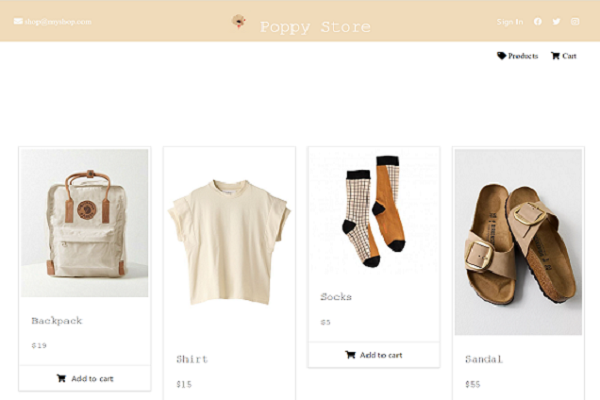 shop@myshop.com
Poppy Store
Sign In
Products
Cart
Backpack
$19
Add to cart
Shirt
$15
Socks
$5
Add to cart
Sandal
$55